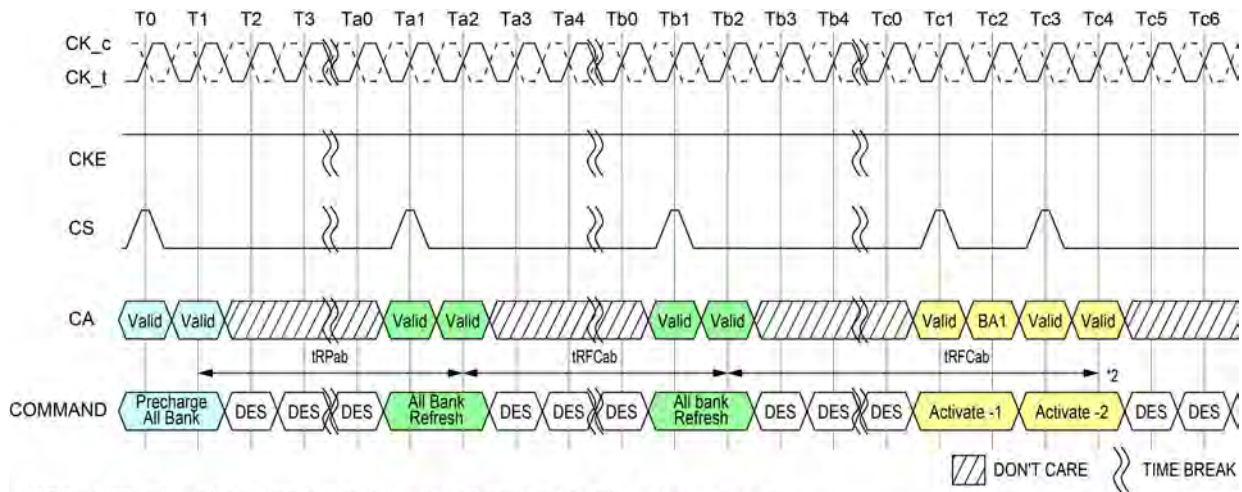 T0 T1 T2 T3 Ta0 Ta1 Ta2 Ta3 Ta4 Tb0 Tb1 Tb2 Tb3 Tb4 Tc0 Tc1 Tc2 Tc3 Tc4 Tc5 Tc6
CK_c
CK_t
CKE
CS
CA Valid Valid Valid Valid Valid Valid Valid BA1 Valid Valid
tRPab tRFCab tRFCab *2
COMMAND Precharge All Bank DES DES DES All Bank Refresh DES DES DES All bank Refresh DES DES DES Activate -1 Activate -2 DES DES
DON'T CARE TIME BREAK